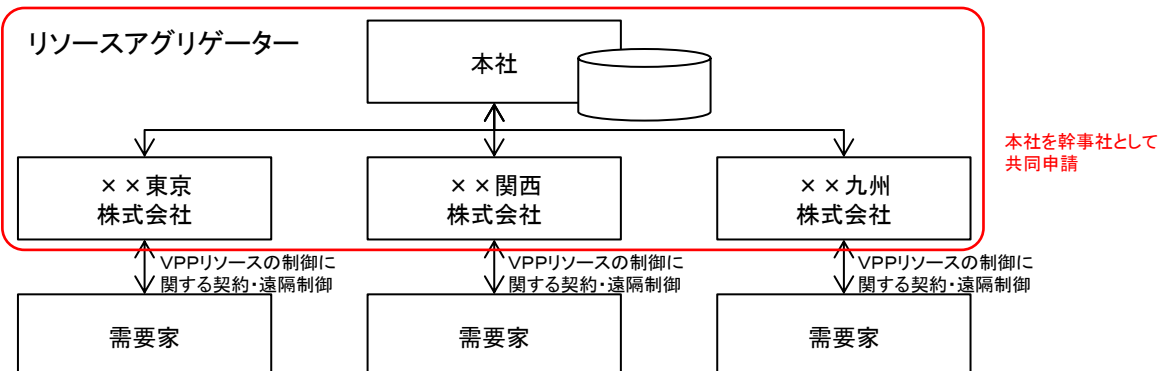 リソースアグリゲーター
本社
本社を幹事社として
共同申請
××東京
株式会社
××関西
株式会社
××九州
株式会社
VPPリソースの制御に
関する契約・遠隔制御
VPPリソースの制御に
関する契約・遠隔制御
VPPリソースの制御に
関する契約・遠隔制御
需要家
需要家
需要家